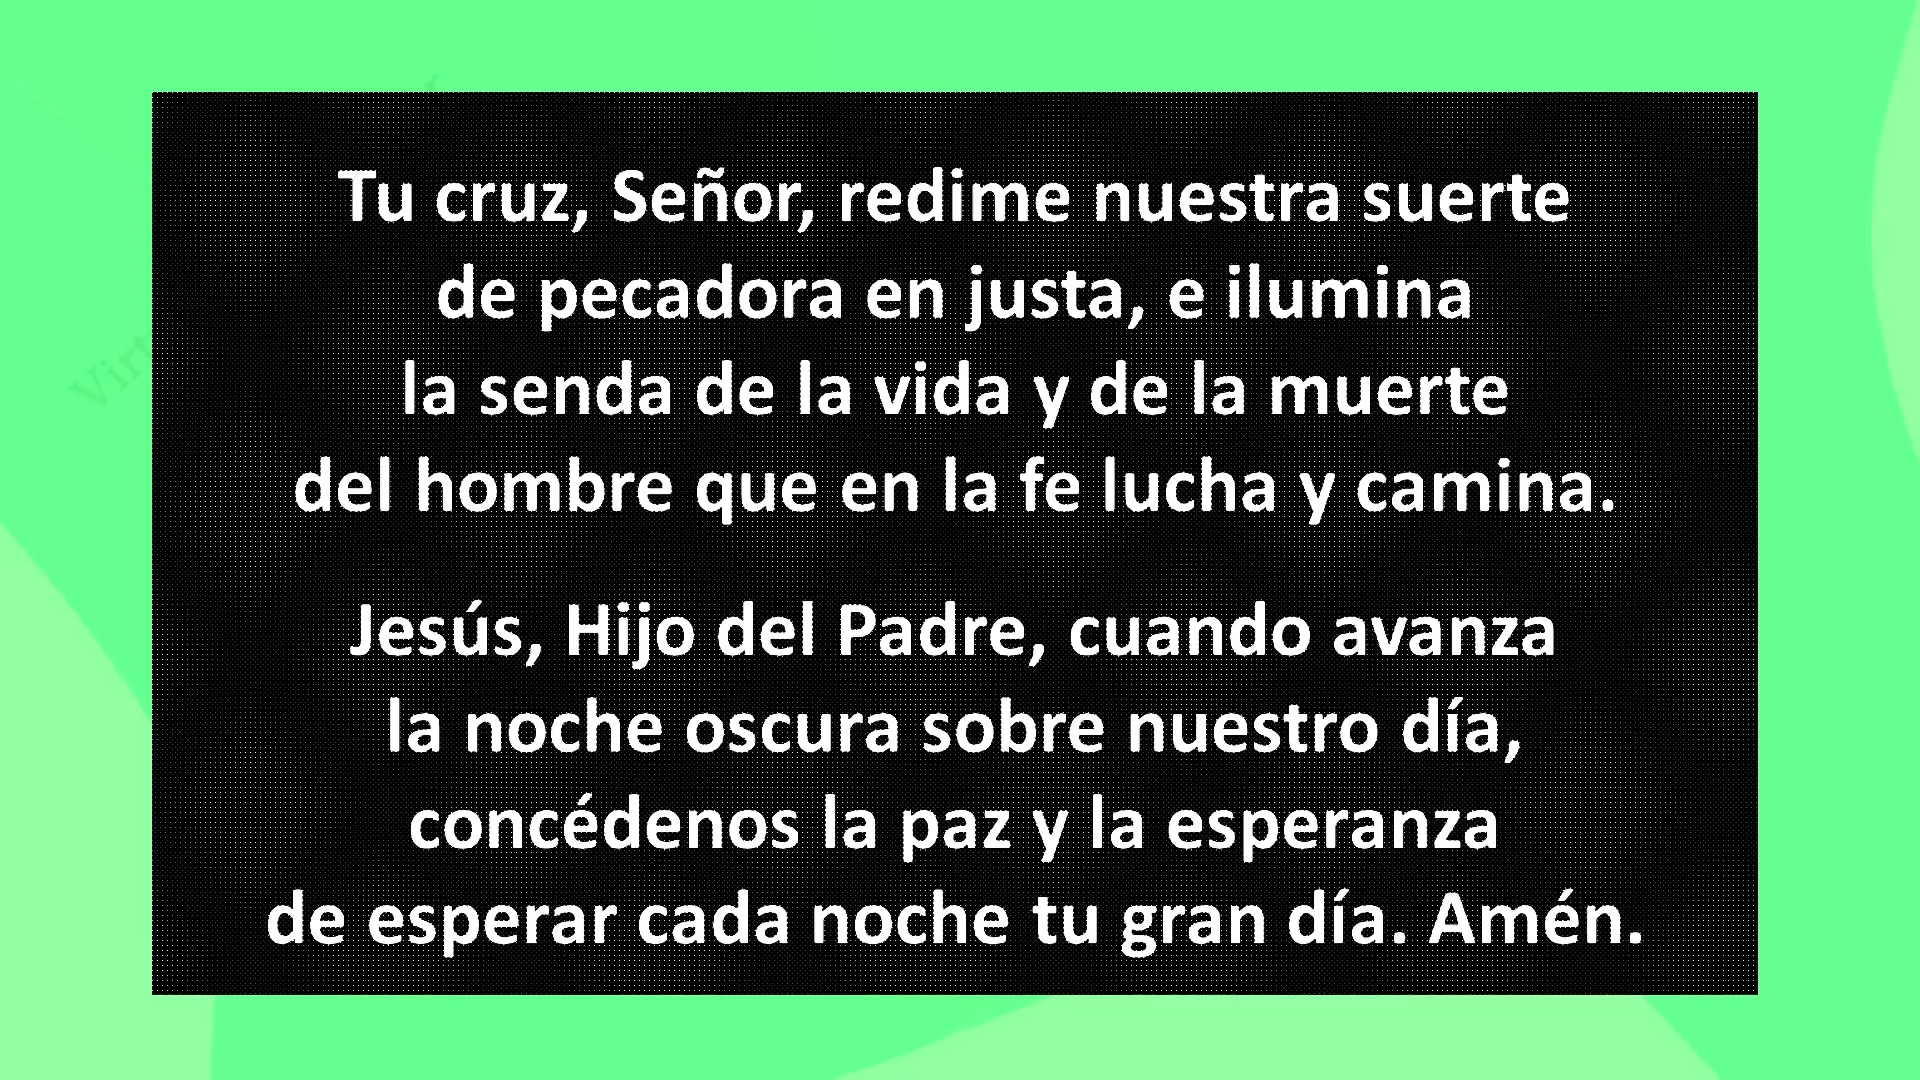 Tu cruz, Señor, redime nuestra suerte
de pecadora en justa, e ilumina
la senda de la vida y de la muerte
del hombre que en la fe lucha y camina.
Jesús, Hijo del Padre, cuando avanza
la noche oscura sobre nuestro día,
concédenos la paz y la esperanza
de esperar cada noche tu gran día. Amén.